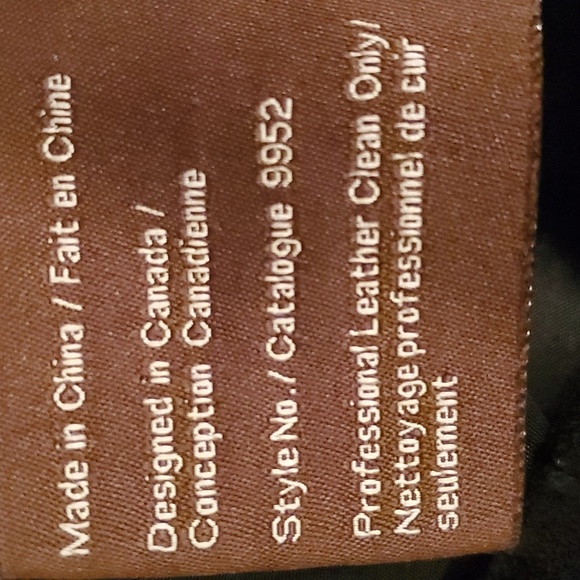 Made in China / Fait en Chine
Designed in Canada /
Conception Canadienne
Style No. / Catalogue 9952
Professional Leather Clean Only/
Nettoyage professionnel de cuir
seulement